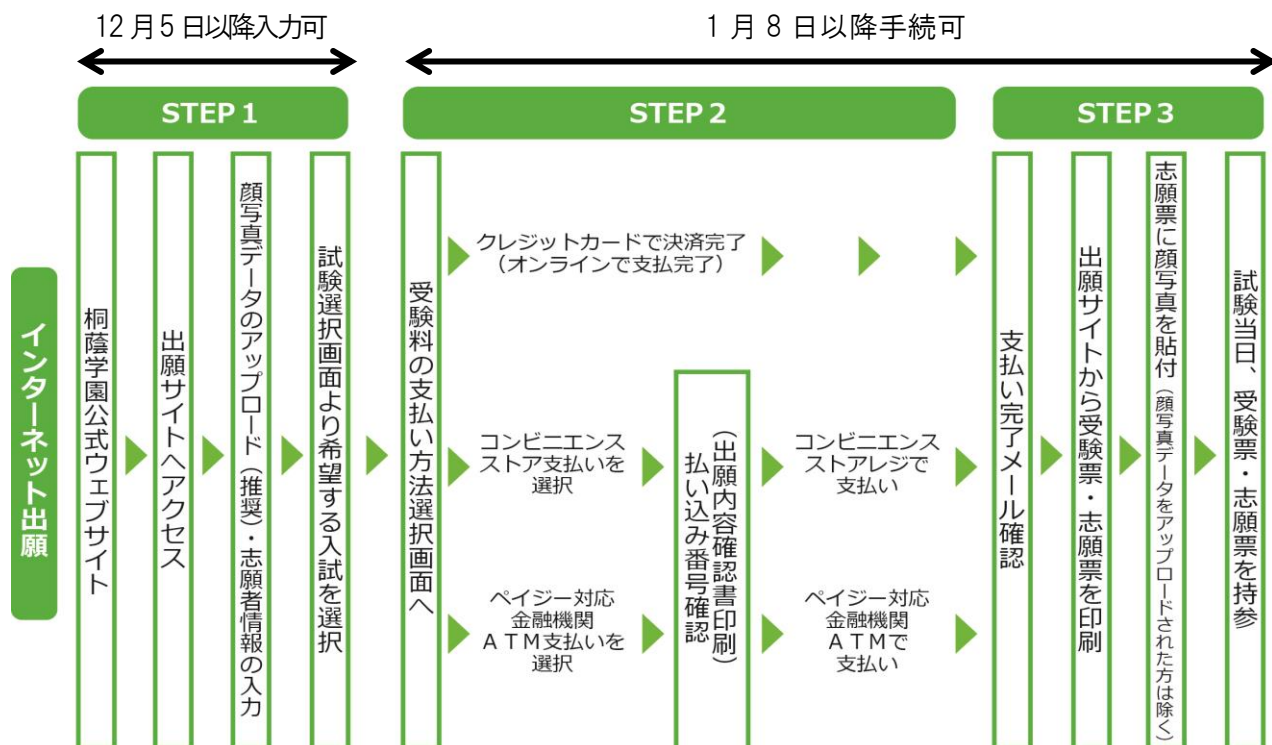 12月5日以降入力可
1月8日以降手続可
STEP1
STEP2
STEP3
インターネット出願
桐蔭学園公式ウェブサイト
出願サイトへアクセス
顔写真データのアップロード（推奨）・志願者情報の入力
試験選択画面より希望する入試を選択
受験料の支払い方法選択画面へ
クレジットカードで決済完了
（オンラインで支払完了）
コンビニエンス
ストア支払いを
選択
ペイジー対応
金融機関
ATM支払いを
選択
（出願内容確認書印刷）
払い込み番号確認
コンビニエンス
ストアレジで
支払い
ペイジー対応
金融機関
ATMで
支払い
支払い完了メール確認
出願サイトから受験票・志願票を印刷
志願票に顔写真を貼付（顔写真データをアップロードされた方は除く）
試験当日、受験票・志願票を持参